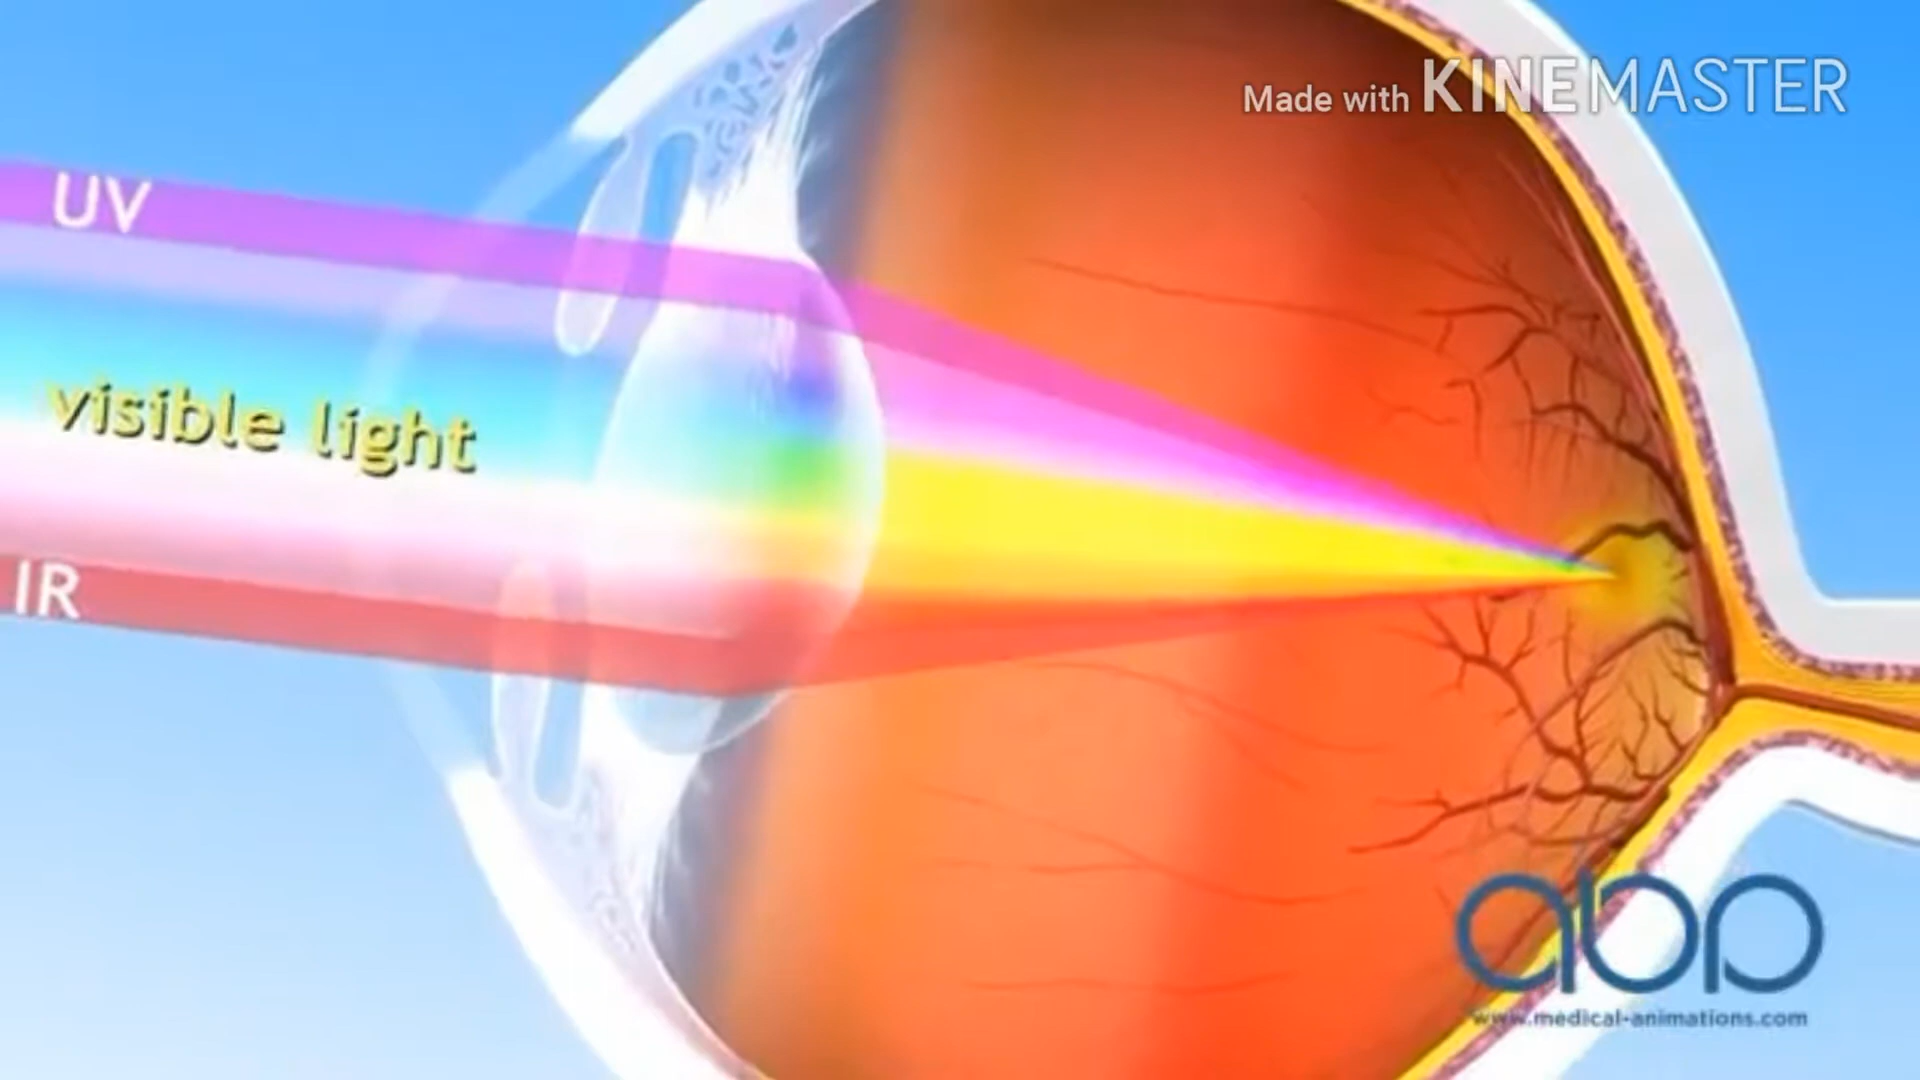 Made with KINEMASTER
UV
visible light
IR
abp
www.medical-animations.com